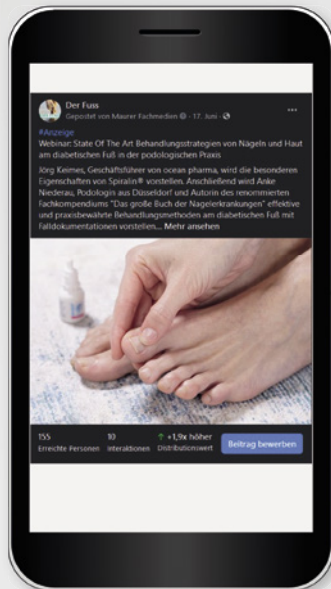 Der Fuss
Gepostet von Maurer Fachmedien · 17. Juni ·
#Anzeige
Webinar: State Of The Art Behandlungsstrategien von Nägeln und Haut
am diabetischen Fuß in der podologischen Praxis
Jörg Keimes, Geschäftsführer von ocean pharma, wird die besonderen
Eigenschaften von Spiralin® vorstellen. Anschließend wird Anke
Niederau, Podologin aus Düsseldorf und Autorin des renommierten
Fachkompendiums "Das große Buch der Nagelerkrankungen" effektive
und praxisbewährte Behandlungsmethoden am diabetischen Fuß mit
Falldokumentationen vorstellen... Mehr ansehen
155
Erreichte Personen
10
Interaktionen
↑ +1,9x höher
Distributionswert
Beitrag bewerben